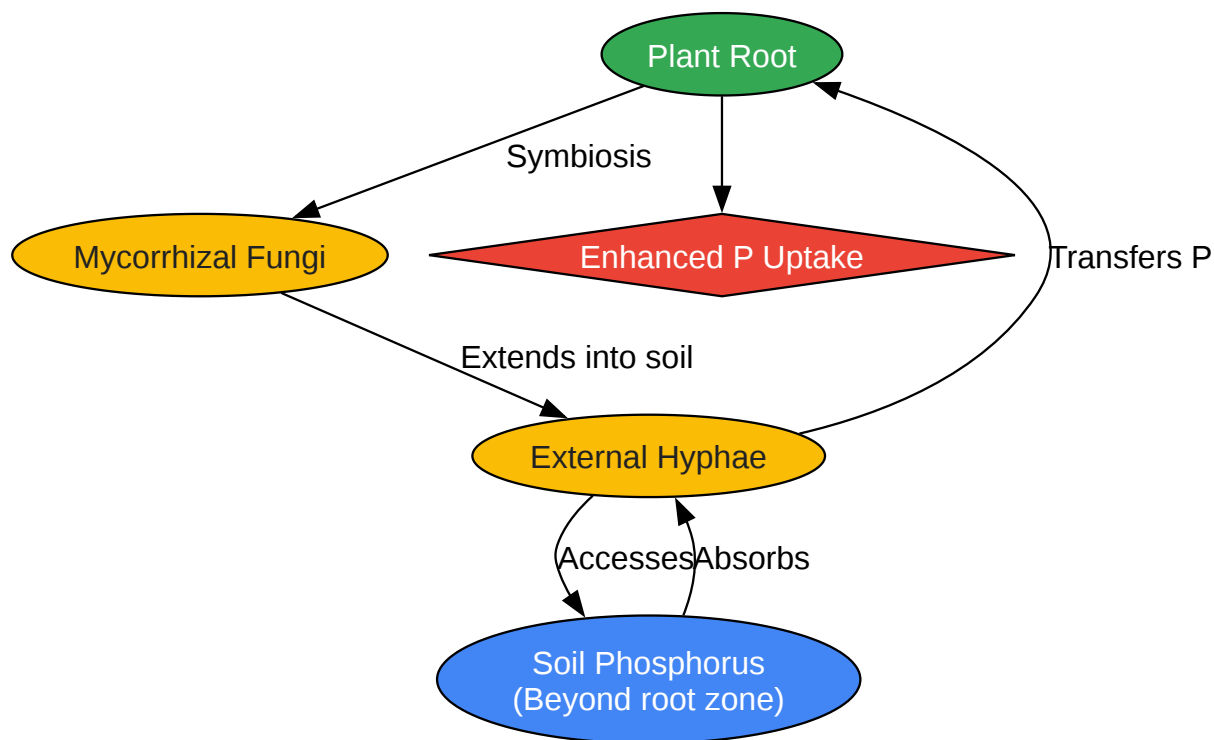 Plant Root
Symbiosis
Mycorrhizal Fungi
Enhanced P Uptake
Transfers P
Extends into soil
External Hyphae
Accesses
Absorbs
Soil Phosphorus
(Beyond root zone)